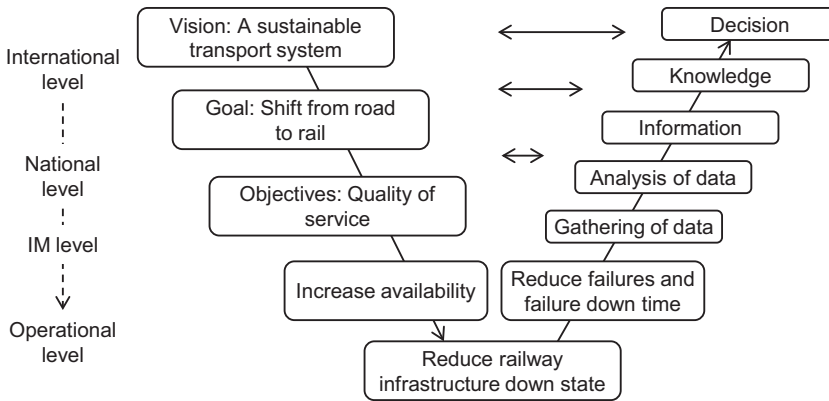 International
level
National
level
IM level
Operational
level
Vision: A sustainable
transport system
Goal: Shift from road
to rail
Objectives: Quality of
service
Increase availability
Reduce railway
infrastructure down state
Reduce failures and
failure down time
Gathering of data
Analysis of data
Information
Knowledge
Decision